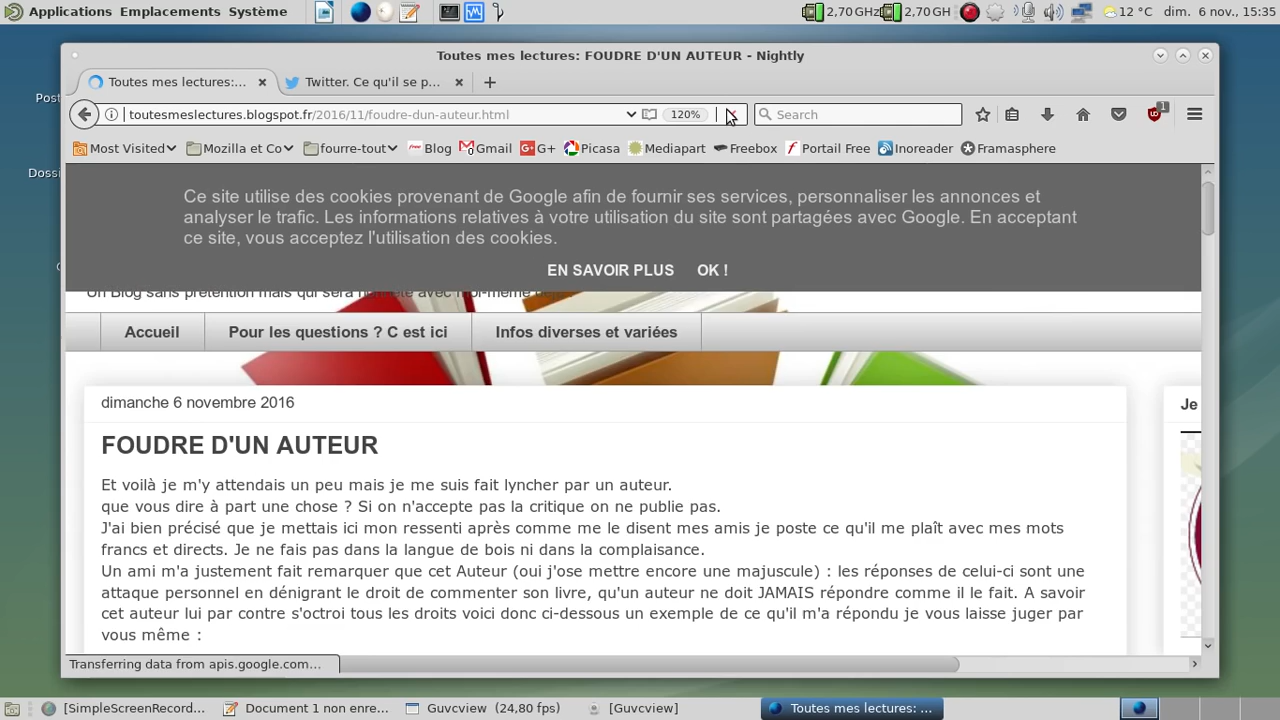 Applications Emplacements Système
2,70 GHz 2,70 GH
12 °C dim. 6 nov., 15:35
Toutes mes lectures: FOUDRE D'UN AUTEUR - Nightly
Toutes mes lectures:...
Twitter. Ce qu'il se p...
toutesmeslectures.blogspot.fr/2016/11/foudre-dun-auteur.html
120%
Search
1
Most Visited
Mozilla et Co
fourre-tout
Blog
Gmail
G+
Picasa
Mediapart
Freebox
Portail Free
Inoreader
Framasphere
Post
Dossi
Ce site utilise des cookies provenant de Google afin de fournir ses services, personnaliser les annonces et
analyser le trafic. Les informations relatives à votre utilisation du site sont partagées avec Google. En acceptant
ce site, vous acceptez l'utilisation des cookies.
EN SAVOIR PLUS OK !
Un Blog sans prétention mais qui sera honnête avec moi-même
Accueil
Pour les questions ? C est ici
Infos diverses et variées
dimanche 6 novembre 2016
Je
FOUDRE D'UN AUTEUR
Et voilà je m'y attendais un peu mais je me suis fait lyncher par un auteur.
que vous dire à part une chose ? Si on n'accepte pas la critique on ne publie pas.
J'ai bien précisé que je mettais ici mon ressenti après comme me le disent mes amis je poste ce qu'il me plaît avec mes mots
francs et directs. Je ne fais pas dans la langue de bois ni dans la complaisance.
Un ami m'a justement fait remarquer que cet Auteur (oui j'ose mettre encore une majuscule) : les réponses de celui-ci sont une
attaque personnel en dénigrant le droit de commenter son livre, qu'un auteur ne doit JAMAIS répondre comme il le fait. A savoir
cet auteur lui par contre s'octroi tous les droits voici donc ci-dessous un exemple de ce qu'il m'a répondu je vous laisse juger par
vous même :
Transferring data from apis.google.com...
[SimpleScreenRecord...
Document 1 non enre...
Guvcview (24,80 fps)
[Guvcview]
Toutes mes lectures: ...